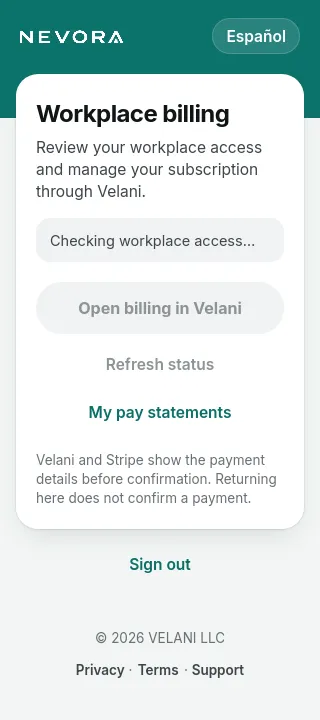 NEVORA
Español
Workplace billing
Review your workplace access
and manage your subscription
through Velani.
Checking workplace access...
Open billing in Velani
Refresh status
My pay statements
Velani and Stripe show the payment
details before confirmation. Returning
here does not confirm a payment.
Sign out
© 2026 VELANI LLC
Privacy · Terms · Support